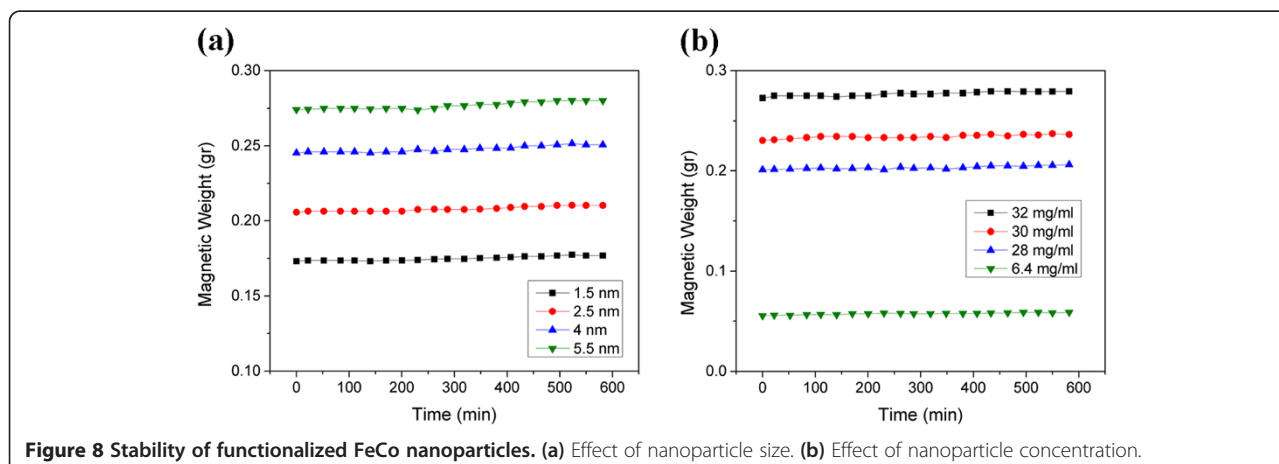 (a)
0.30
0.25
0.20
0.15
0.10
Magnetic Weight (gr)
1.5 nm
2.5 nm
4 nm
5.5 nm
0 100 200 300 400 500 600
Time (min)
(b)
0.3
0.2
0.1
0.0
Magnetic Weight (gr)
32 mg/ml
30 mg/ml
28 mg/ml
6.4 mg/ml
0 100 200 300 400 500 600
Time (min)
Figure 8 Stability of functionalized FeCo nanoparticles. (a) Effect of nanoparticle size. (b) Effect of nanoparticle concentration.